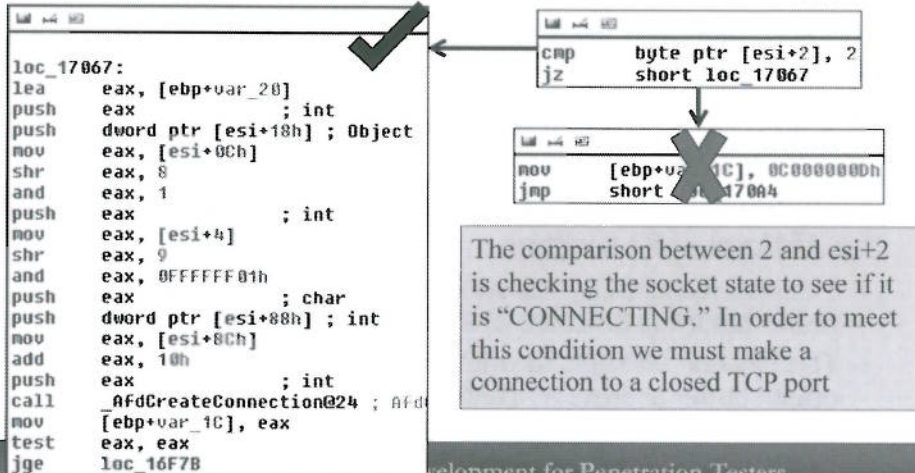 loc_17067:
lea eax, [ebp+var_20]
push eax ; int
push dword ptr [esi+18h] ; Object
mov eax, [esi+0Ch]
shr eax, 8
and eax, 1
push eax ; int
mov eax, [esi+4]
shr eax, 9
and eax, 0FFFFFF01h
push eax ; char
push dword ptr [esi+88h] ; int
mov eax, [esi+8Ch]
add eax, 10h
push eax ; int
call _AfdCreateConnection@24 ; Afd
mov [ebp+var_1C], eax
test eax, eax
jge loc_16F7B
cmp byte ptr [esi+2], 2
jz short loc_17067
mov 1C], 0C000000Dh
jmp short 170A4
The comparison between 2 and esi+2
is checking the socket state to see if it
is “CONNECTING.” In order to meet
this condition we must make a
connection to a closed TCP port
for Penetration Testers